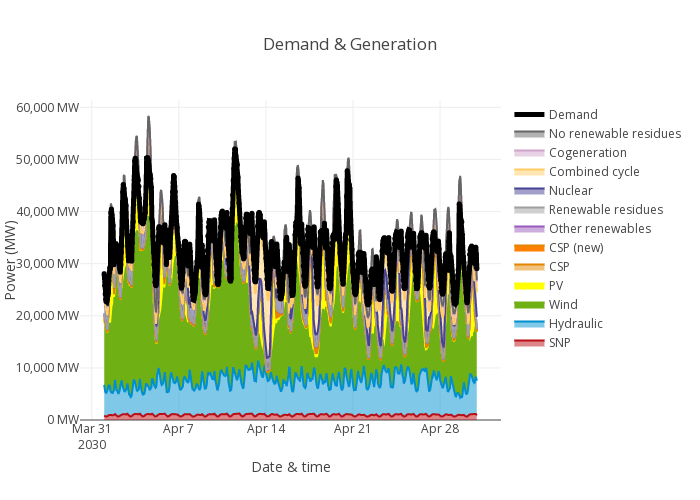 Demand & Generation
60,000 MW
50,000 MW
40,000 MW
30,000 MW
20,000 MW
10,000 MW
0 MW
Power (MW)
Mar 31
2030
Apr 7
Apr 14
Apr 21
Apr 28
Date & time
Demand
No renewable residues
Cogeneration
Combined cycle
Nuclear
Renewable residues
Other renewables
CSP (new)
CSP
PV
Wind
Hydraulic
SNP